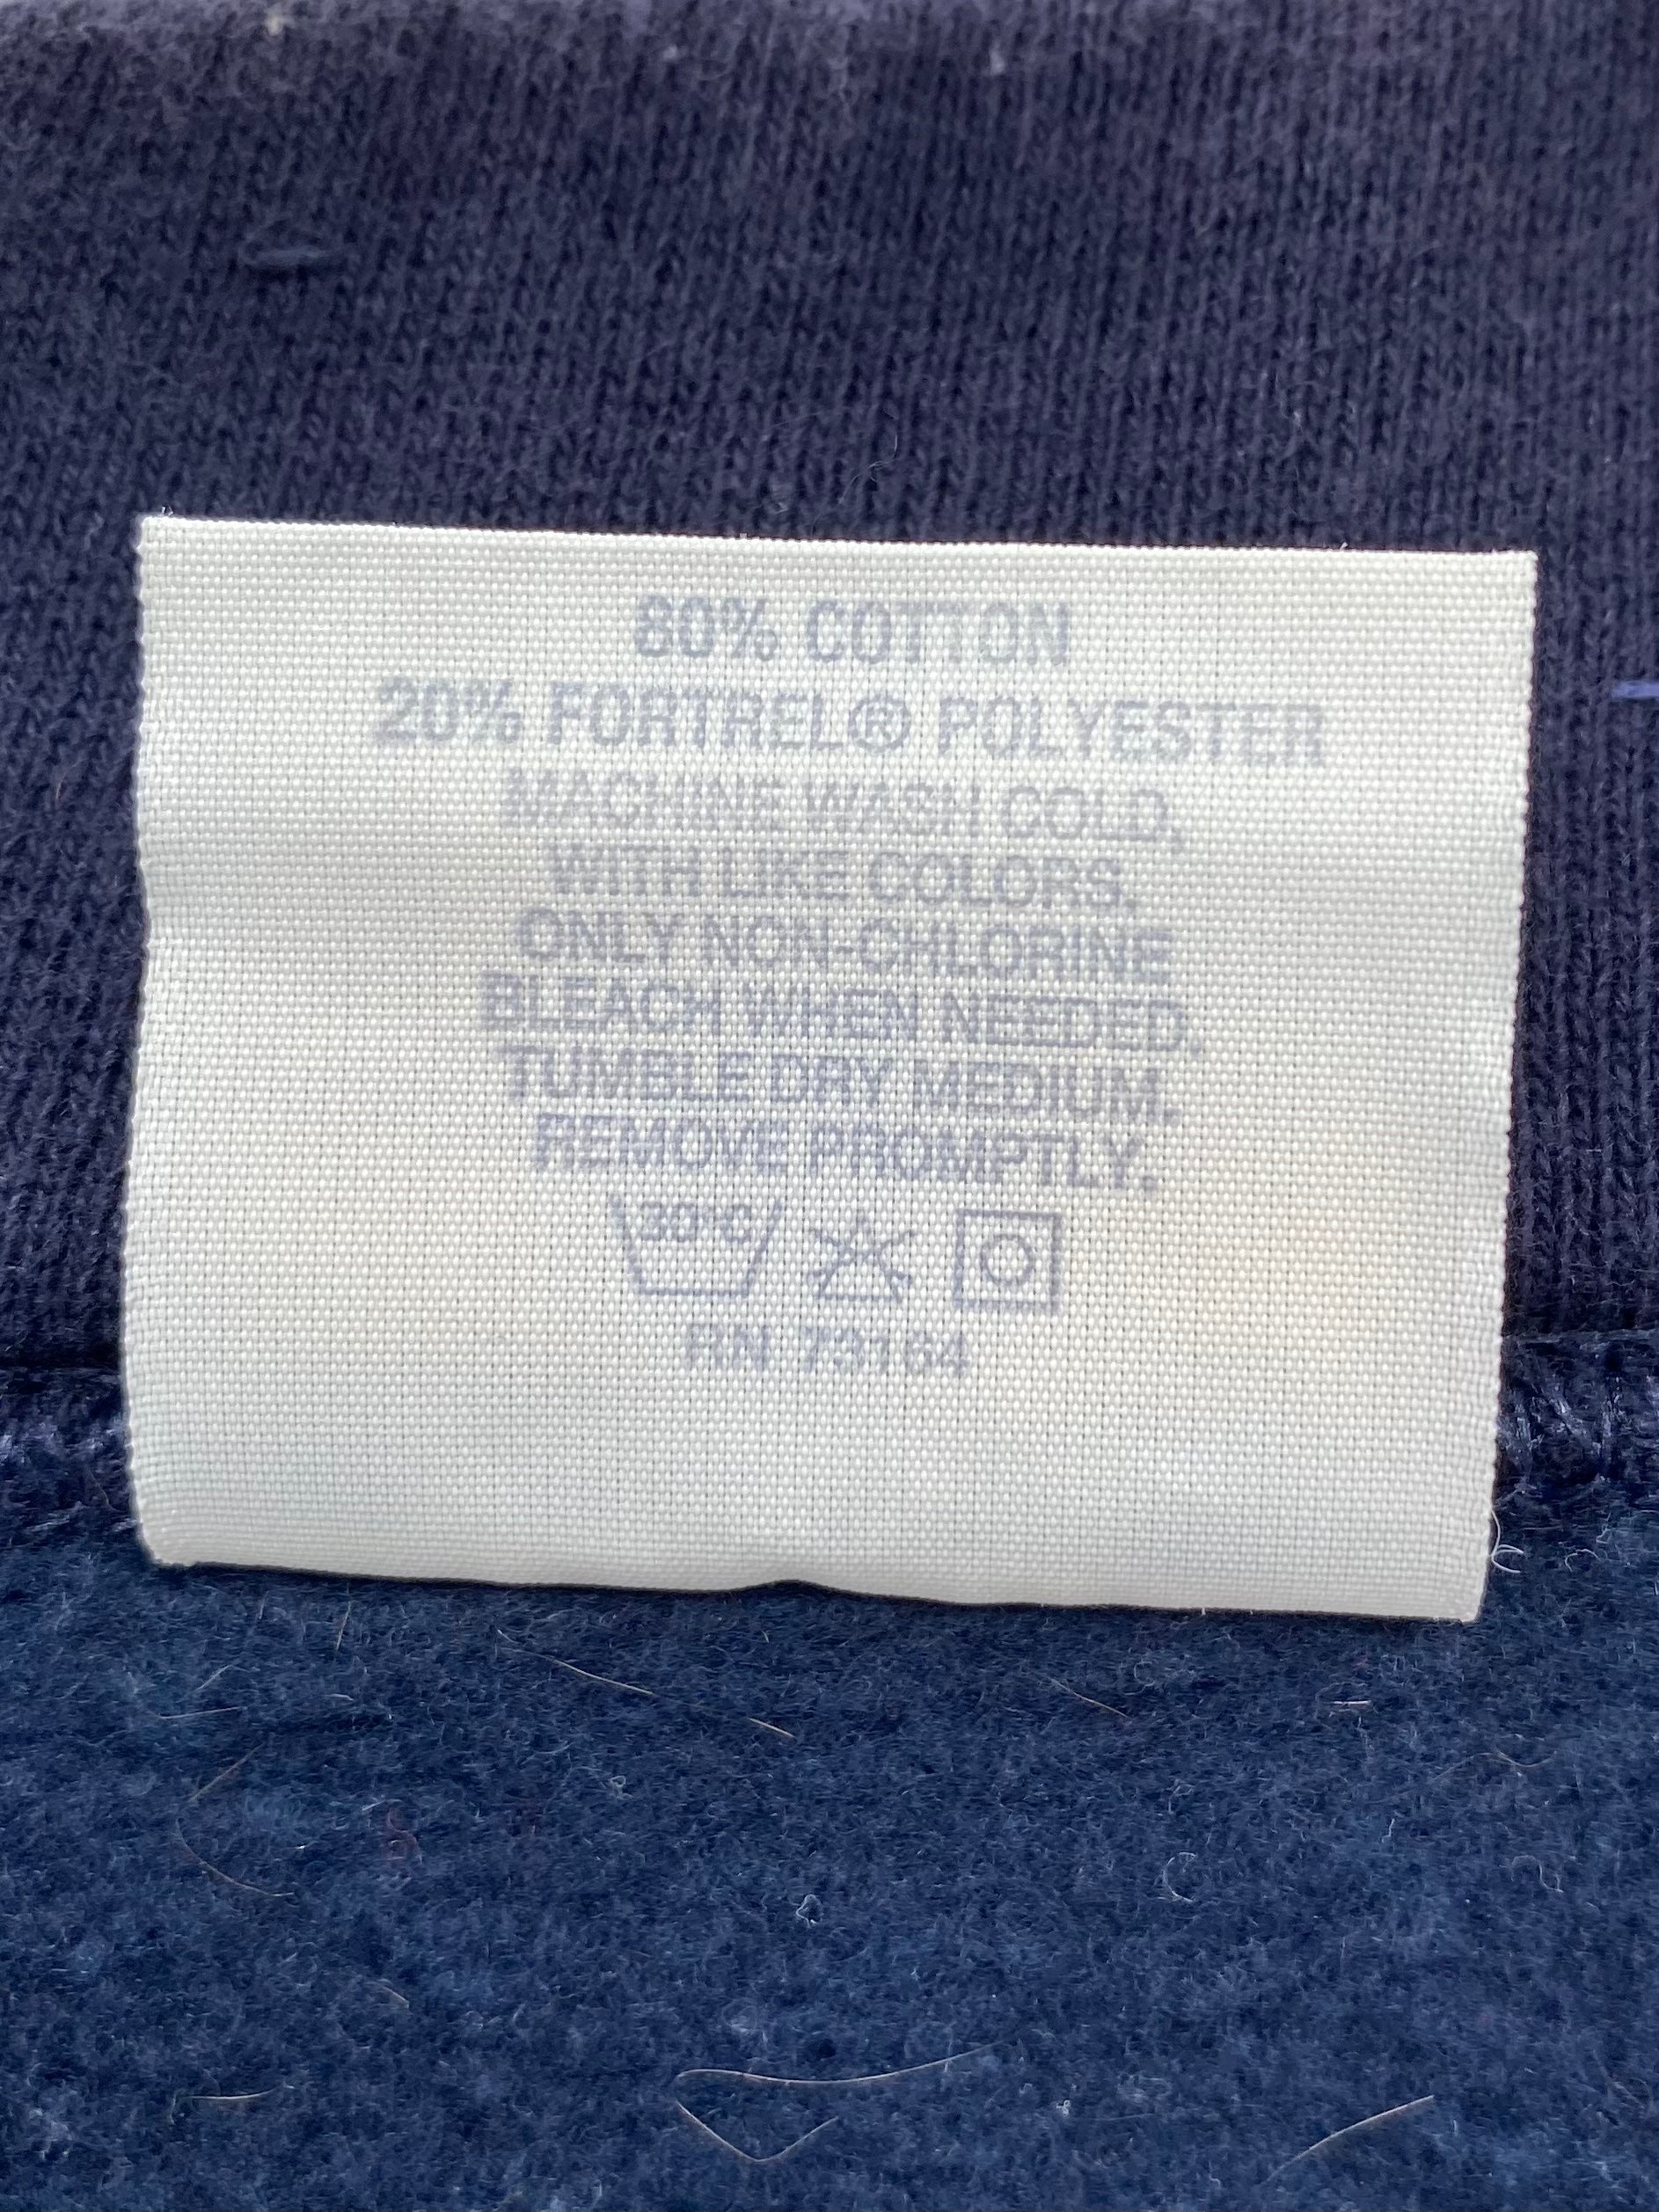 80% COTTON
20% FORTREL® POLYESTER
MACHINE WASH COLD,
WITH LIKE COLORS.
ONLY NON-CHLORINE
BLEACH WHEN NEEDED.
TUMBLE DRY MEDIUM.
REMOVE PROMPTLY.
30°C
RN 73164